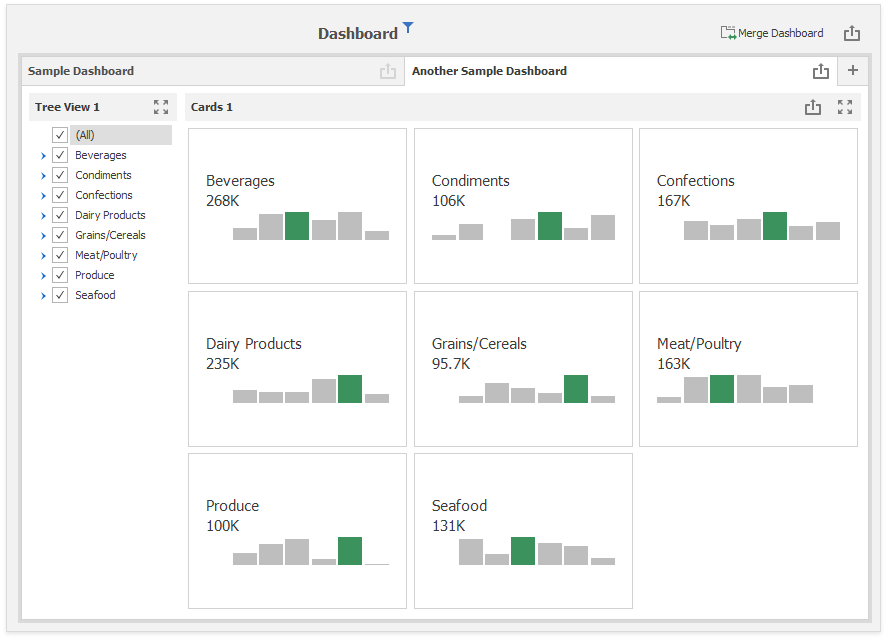 Dashboard
Merge Dashboard
Sample Dashboard
Another Sample Dashboard
+
Tree View 1
(All)
Beverages
Condiments
Confections
Dairy Products
Grains/Cereals
Meat/Poultry
Produce
Seafood
Cards 1
Beverages
268K
Condiments
106K
Confections
167K
Dairy Products
235K
Grains/Cereals
95.7K
Meat/Poultry
163K
Produce
100K
Seafood
131K